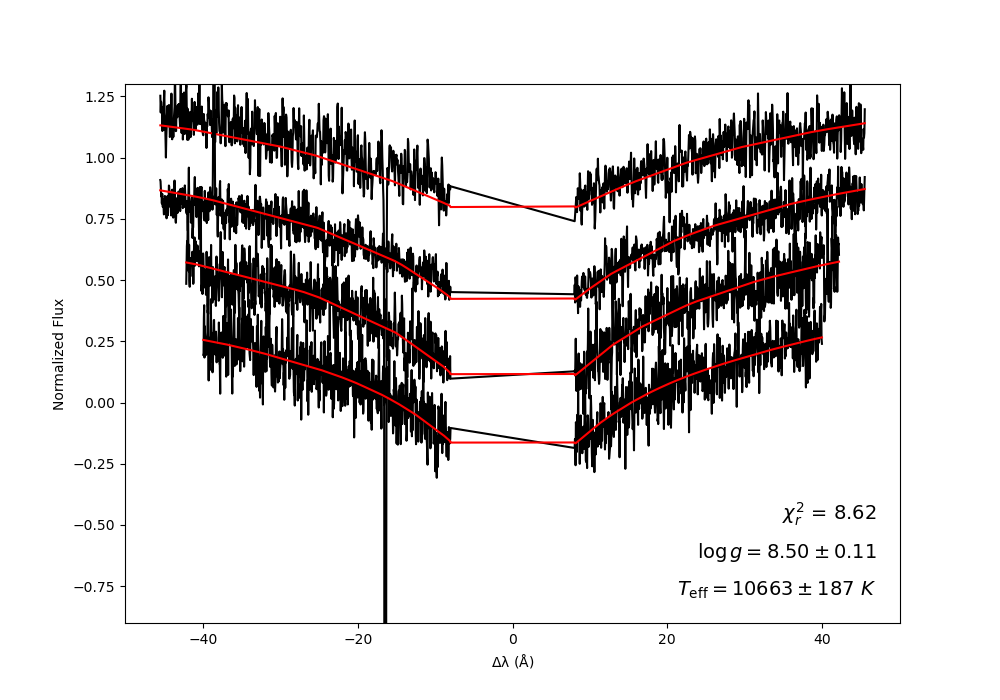 1.25
1.00
0.75
0.50
0.25
0.00
−0.25
−0.50
−0.75
Normalized Flux
χ²ᵣ = 8.62
log g = 8.50 ± 0.11
T_eff = 10663 ± 187 K
−40 −20 0 20 40
Δλ (Å)